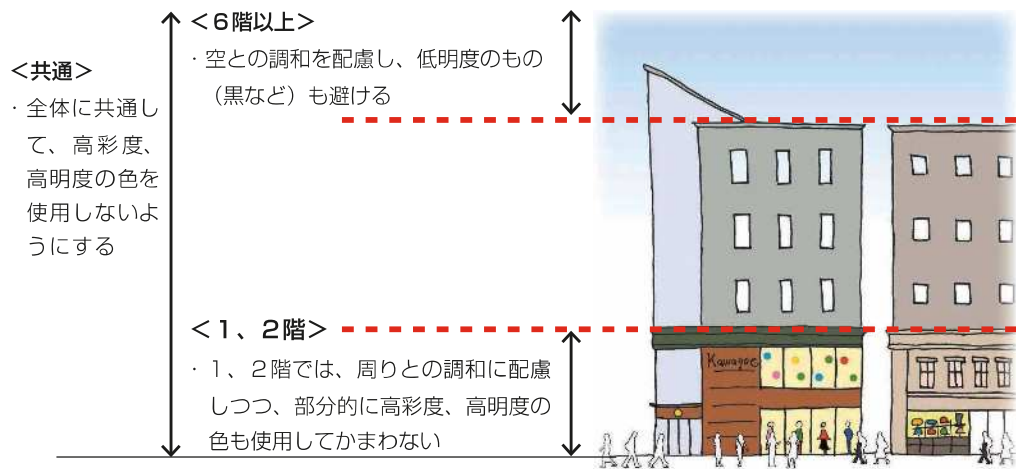 ＜共通＞
・全体に共通し
て、高彩度、
高明度の色を
使用しないよ
うにする
＜６階以上＞
・空との調和を配慮し、低明度のもの
（黒など）も避ける
＜１、２階＞
・１、２階では、周りとの調和に配慮
しつつ、部分的に高彩度、高明度の
色も使用してかまわない
Kawagoe